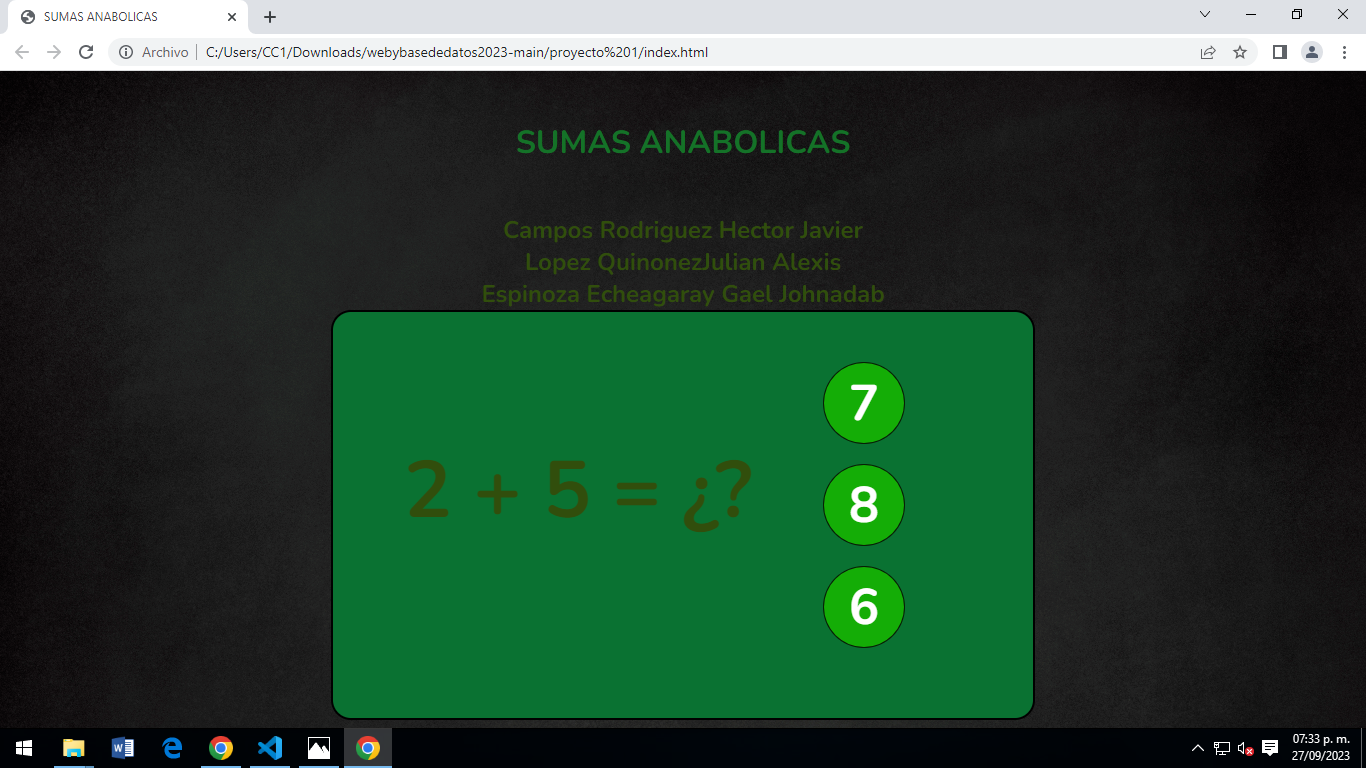 SUMAS ANABOLICAS
Archivo
C:/Users/CC1/Downloads/webybasededatos2023-main/proyecto%201/index.html
SUMAS ANABOLICAS
Campos Rodriguez Hector Javier
Lopez QuinonezJulian Alexis
Espinoza Echeagaray Gael Johnadab
2 + 5 = ¿?
7
8
6
07:33 p. m.
27/09/2023